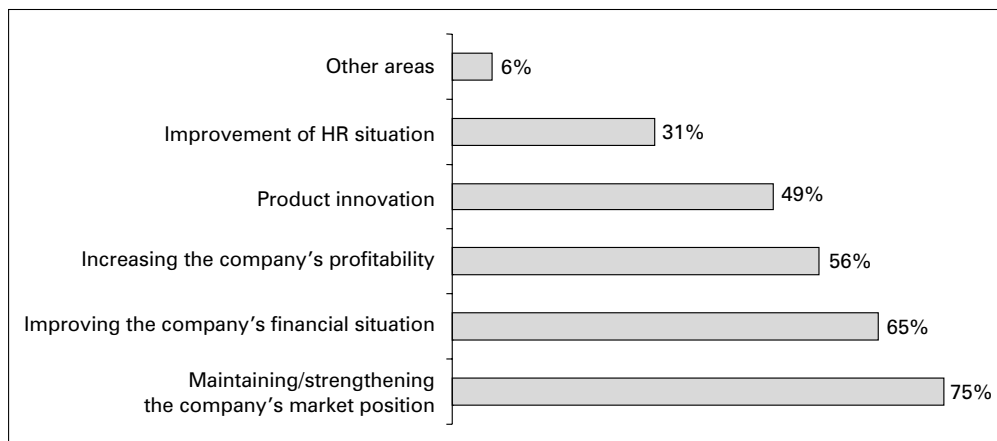 Other areas 6%
Improvement of HR situation 31%
Product innovation 49%
Increasing the company’s profitability 56%
Improving the company’s financial situation 65%
Maintaining/strengthening
the company’s market position 75%